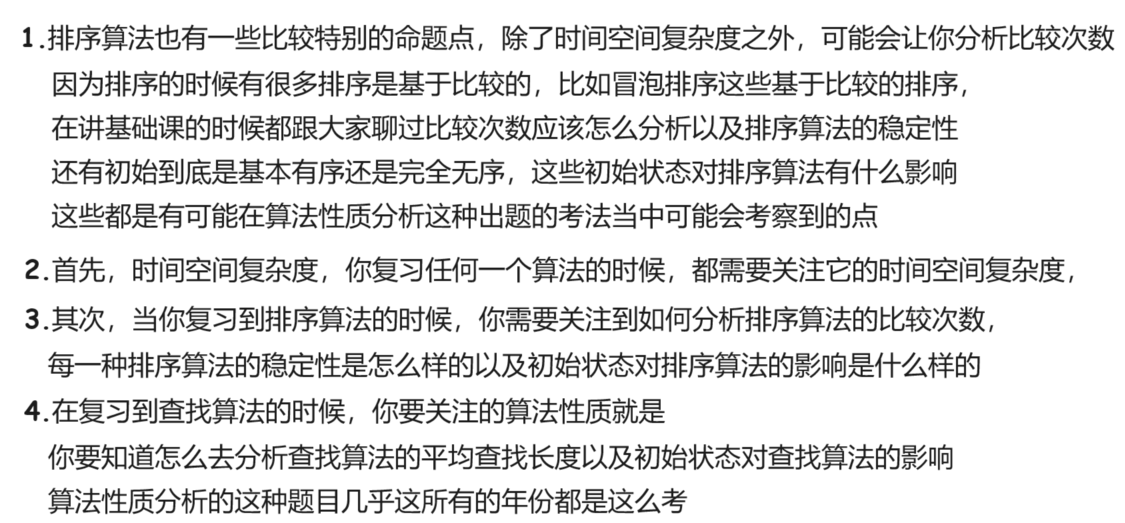 1.排序算法也有一些比较特别的命题点，除了时间空间复杂度之外，可能会让你分析比较次数
因为排序的时候有很多排序是基于比较的，比如冒泡排序这些基于比较的排序，
在讲基础课的时候都跟大家聊过比较次数应该怎么分析以及排序算法的稳定性
还有初始到底是基本有序还是完全无序，这些初始状态对排序算法有什么影响
这些都是有可能在算法性质分析这种出题的考法当中可能会考察到的点
2.首先，时间空间复杂度，你复习任何一个算法的时候，都需要关注它的时间空间复杂度，
3.其次，当你复习到排序算法的时候，你需要关注到如何分析排序算法的比较次数，
每一种排序算法的稳定性是怎么样的以及初始状态对排序算法的影响是什么样的
4.在复习到查找算法的时候，你要关注的算法性质就是
你要知道怎么去分析查找算法的平均查找长度以及初始状态对查找算法的影响
算法性质分析的这种题目几乎这所有的年份都是这么考